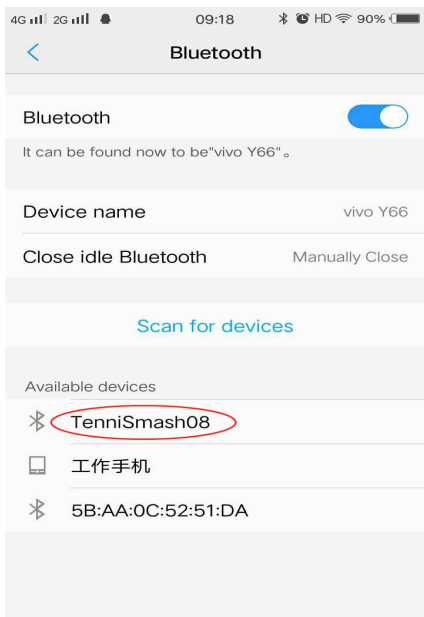 4G 2G 09:18 HD 90%
Bluetooth
Bluetooth
It can be found now to be"vivo Y66"。
Device name vivo Y66
Close idle Bluetooth Manually Close
Scan for devices
Available devices
TenniSmash08
工作手机
5B:AA:0C:52:51:DA